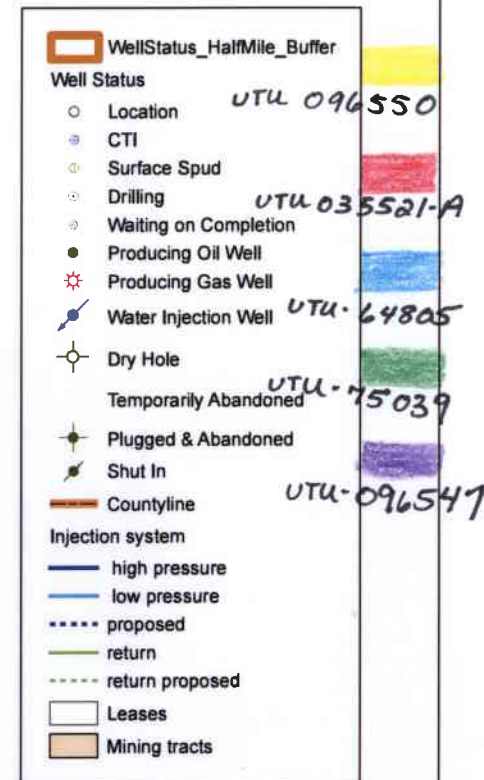 WellStatus_HalfMile_Buffer
Well Status
UTU 096550
Location
CTI
Surface Spud
Drilling
UTU 035521-A
Waiting on Completion
Producing Oil Well
Producing Gas Well
UTU-64805
Water Injection Well
Dry Hole
UTU-75039
Temporarily Abandoned
Plugged & Abandoned
Shut In
UTU-096547
Countyline
Injection system
high pressure
low pressure
proposed
return
return proposed
Leases
Mining tracts